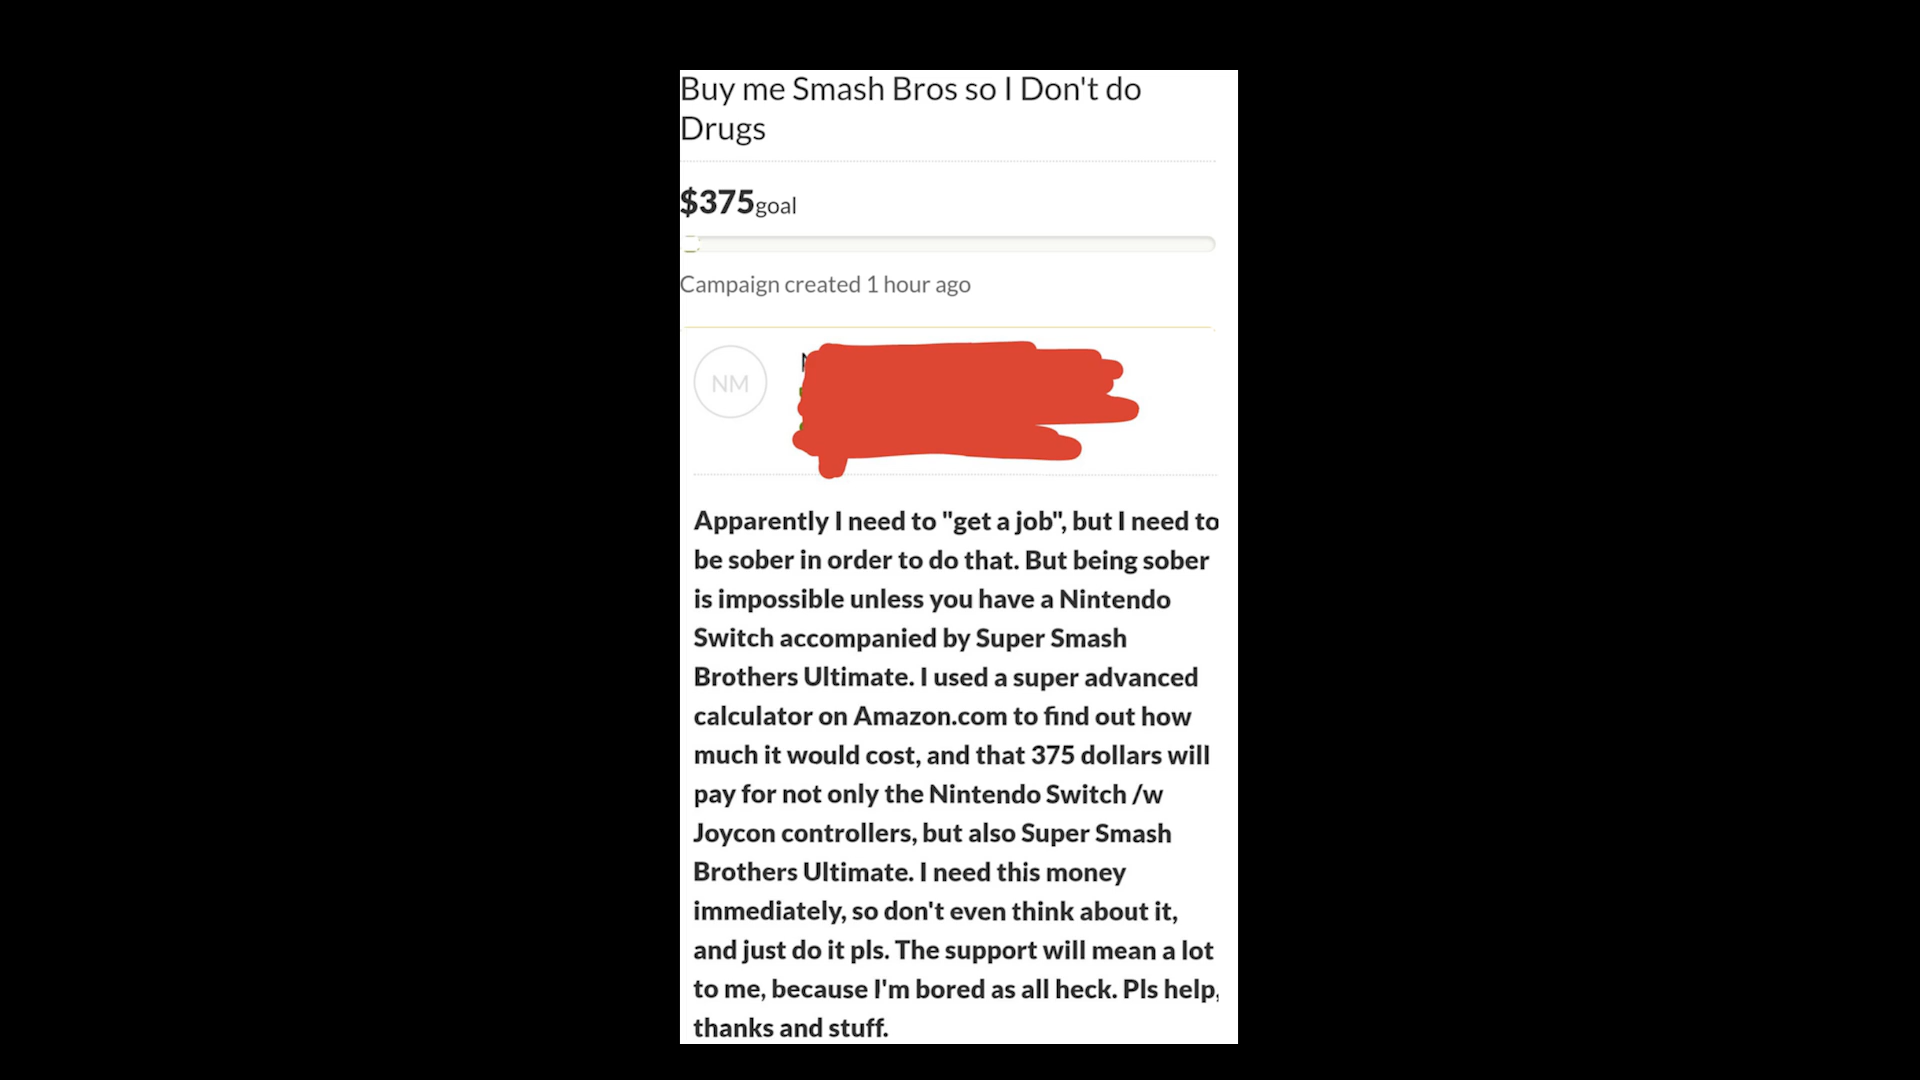 Buy me Smash Bros so I Don't do
Drugs
$375goal
Campaign created 1 hour ago
NM
Apparently I need to "get a job", but I need to
be sober in order to do that. But being sober
is impossible unless you have a Nintendo
Switch accompanied by Super Smash
Brothers Ultimate. I used a super advanced
calculator on Amazon.com to find out how
much it would cost, and that 375 dollars will
pay for not only the Nintendo Switch /w
Joycon controllers, but also Super Smash
Brothers Ultimate. I need this money
immediately, so don't even think about it,
and just do it pls. The support will mean a lot
to me, because I'm bored as all heck. Pls help,
thanks and stuff.